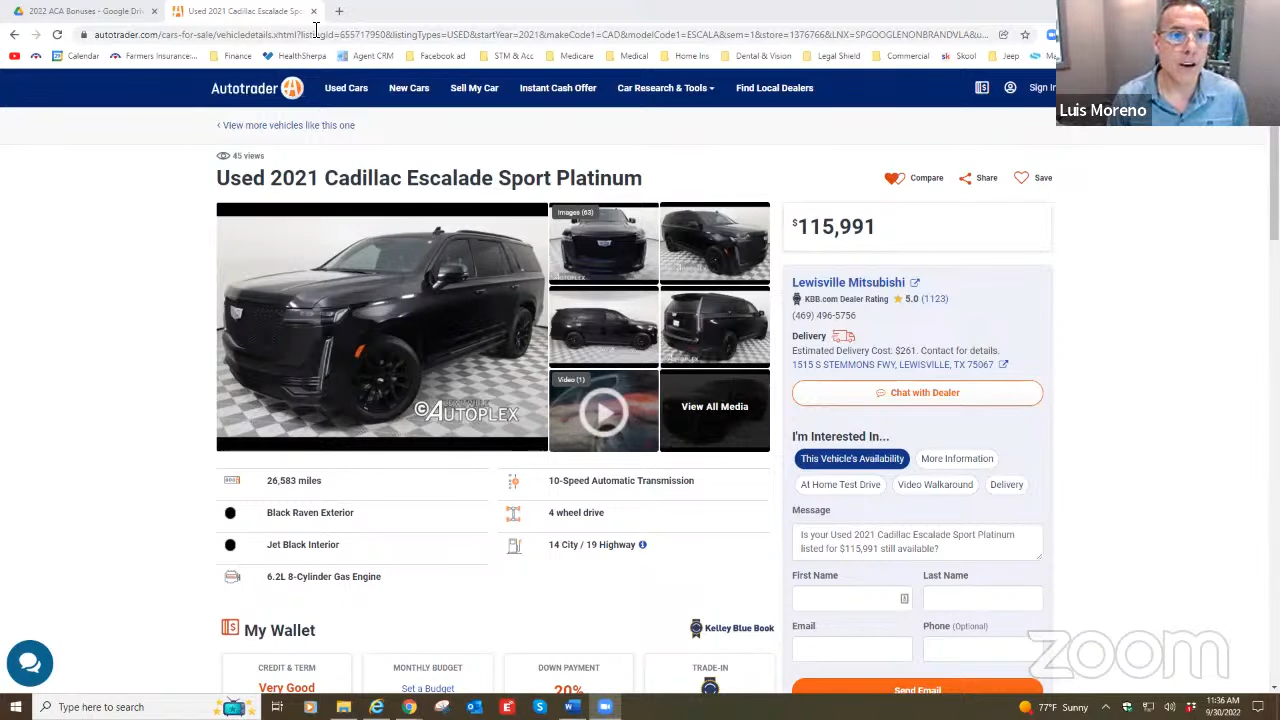 2022 ACA Bonuses - Google Driv
Used 2021 Cadillac Escalade Spor
autotrader.com/cars-for-sale/vehicledetails.xhtml?listingId=655717950&listingTypes=USED&startYear=2021&makeCode1=CAD&modelCode1=ESCALA&sem=1&store=1376766&LNX=SPGOOGLENONBRANDVLA&u...
Calendar
Farmers Insurance...
Finance
HealthSherpa
Agent CRM
Facebook ad
STM & Acc
Medicare
Medical
Home Ins
Dental & Vision
Legal Shield
Commercial
Skool
Jeep
Ma
Autotrader
Used Cars
New Cars
Sell My Car
Instant Cash Offer
Car Research & Tools
Find Local Dealers
Sign In
Luis Moreno
‹ View more vehicles like this one
45 views
Used 2021 Cadillac Escalade Sport Platinum
Compare
Share
Save
Images (63)
Video (1)
View All Media
©AUTOPLEX
$115,991
Lewisville Mitsubishi
KBB.com Dealer Rating 5.0 (1123)
(469) 496-5756
Delivery
Estimated Delivery Cost: $261. Contact for details.
1515 S STEMMONS FWY, LEWISVILLE, TX 75067
Chat with Dealer
I'm Interested In...
This Vehicle's Availability
More Information
At Home Test Drive
Video Walkaround
Delivery
Message
Is your Used 2021 Cadillac Escalade Sport Platinum
listed for $115,991 still available?
First Name
Last Name
Email
Phone (Optional)
Send Email
26,583 miles
10-Speed Automatic Transmission
Black Raven Exterior
4 wheel drive
Jet Black Interior
14 City / 19 Highway
6.2L 8-Cylinder Gas Engine
My Wallet
Kelley Blue Book
CREDIT & TERM
Very Good
MONTHLY BUDGET
Set a Budget
DOWN PAYMENT
20%
TRADE-IN
zoom
Type here to search
77°F Sunny
11:36 AM
9/30/2022